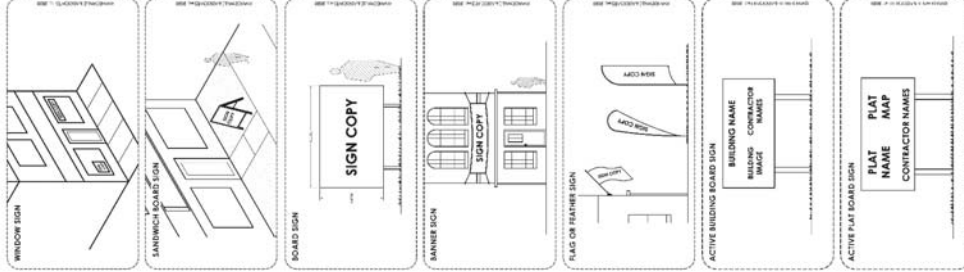 WINDOW SIGN
SANDWICH BOARD SIGN
SIGN
COPY
BOARD SIGN
SIGN COPY
BANNER SIGN
SIGN COPY
FLAG OR FEATHER SIGN
SIGN COPY
SIGN COPY
SIGN COPY
ACTIVE BUILDING BOARD SIGN
BUILDING NAME
BUILDING IMAGE
CONTRACTOR NAMES
ACTIVE PLAT BOARD SIGN
PLAT NAME
PLAT MAP
CONTRACTOR NAMES